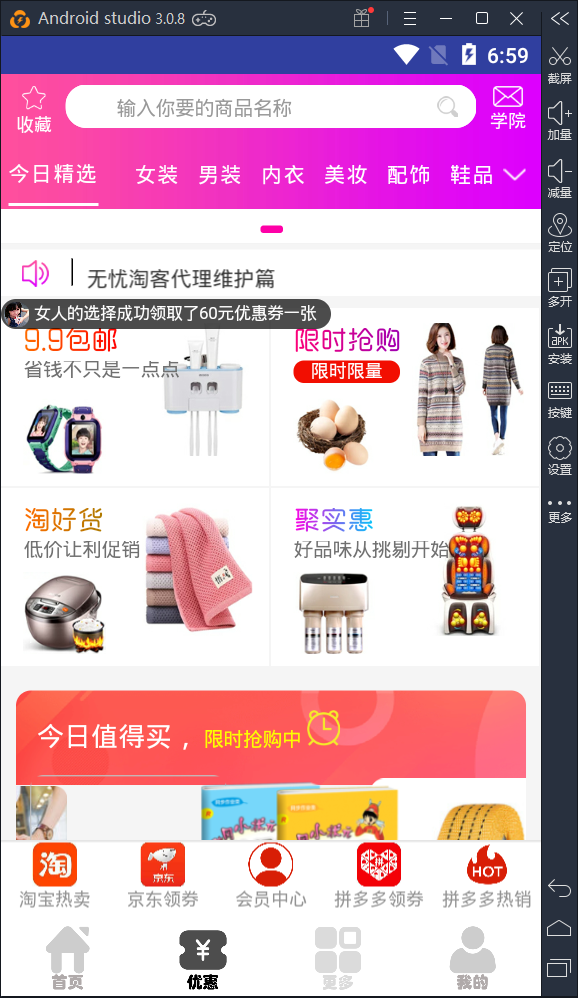 Android studio 3.0.8
6:59
收藏
输入你要的商品名称
学院
今日精选 女装 男装 内衣 美妆 配饰 鞋品
无忧淘客代理维护篇
女人的选择成功领取了60元优惠券一张
9.9包邮
省钱不只是一点点
限时抢购
限时限量
淘好货
低价让利促销
聚实惠
好品味从挑剔开始
今日值得买，限时抢购中
淘
京东
HOT
淘宝热卖 京东领券 会员中心 拼多多领券 拼多多热销
¥
首页 优惠 更多 我的
截屏
加量
减量
定位
多开
APK
安装
按键
设置
更多